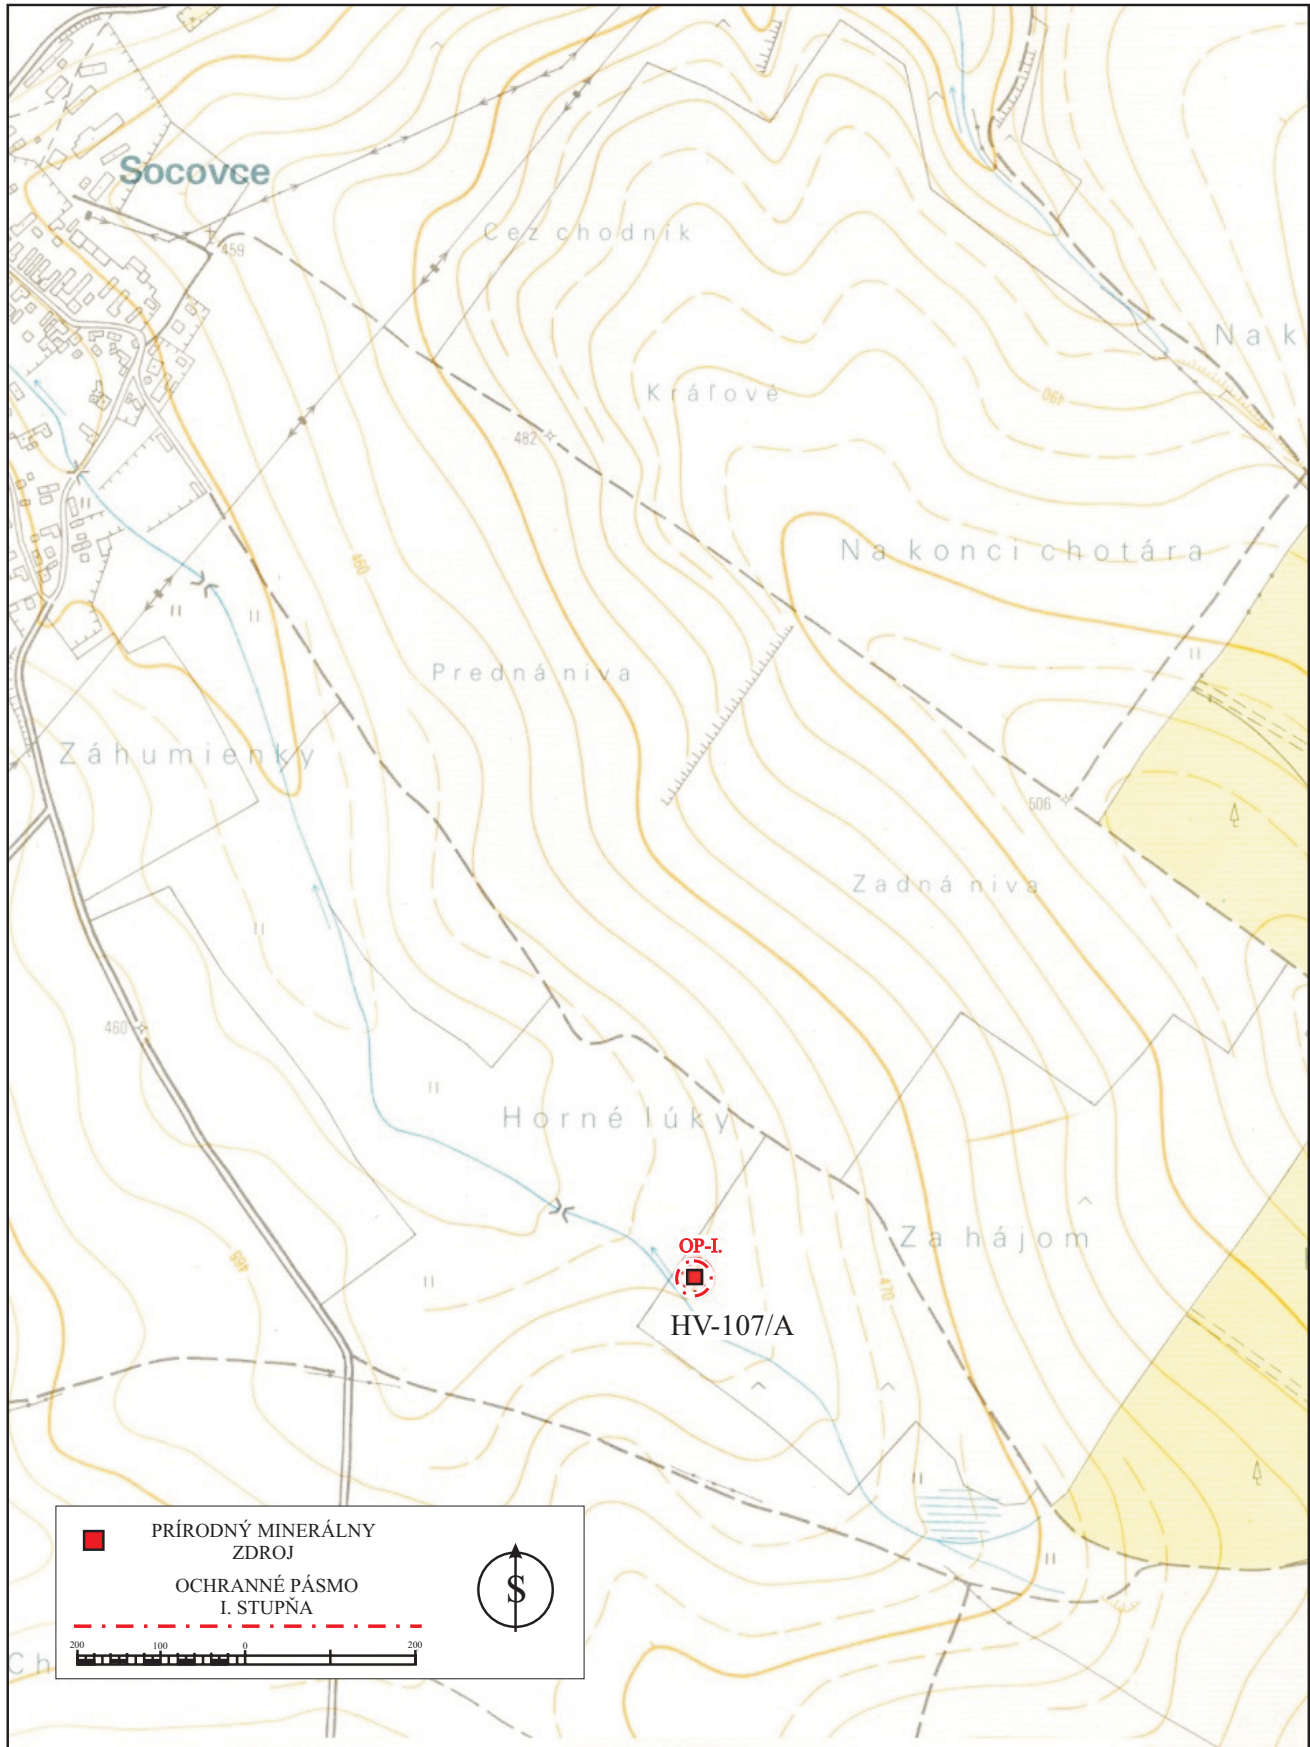 Socovce
459
Cez chodník
Na k
Kráľové
490
482
460
Na konci chotára
Predná niva
Záhumienky
506
Zadná niva
460
Horné lúky
Za hájom
465
OP-I.
470
HV-107/A
PRÍRODNÝ MINERÁLNY
ZDROJ
OCHRANNÉ PÁSMO
I. STUPŇA
S
200 100 0 200
Ch